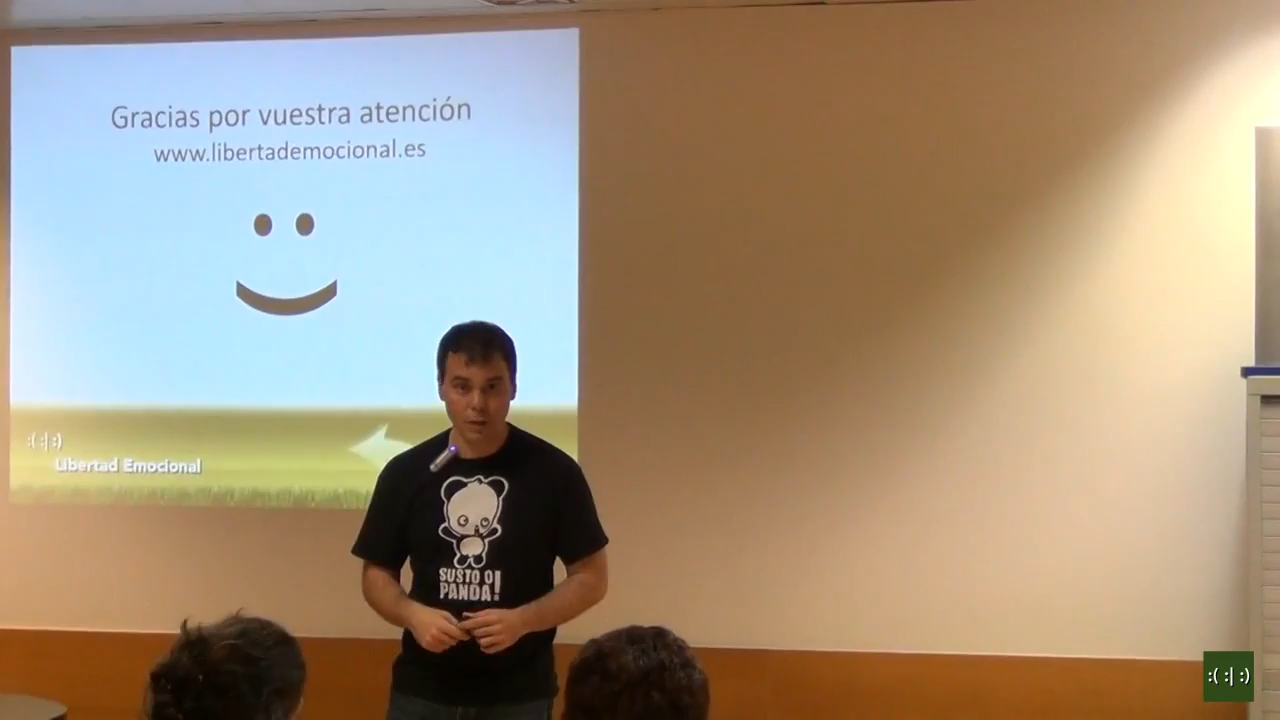 Gracias por vuestra atención
www.libertademocional.es
:( :| :)
Libertad Emocional
SUSTO O
PANDA!
:( :| :)